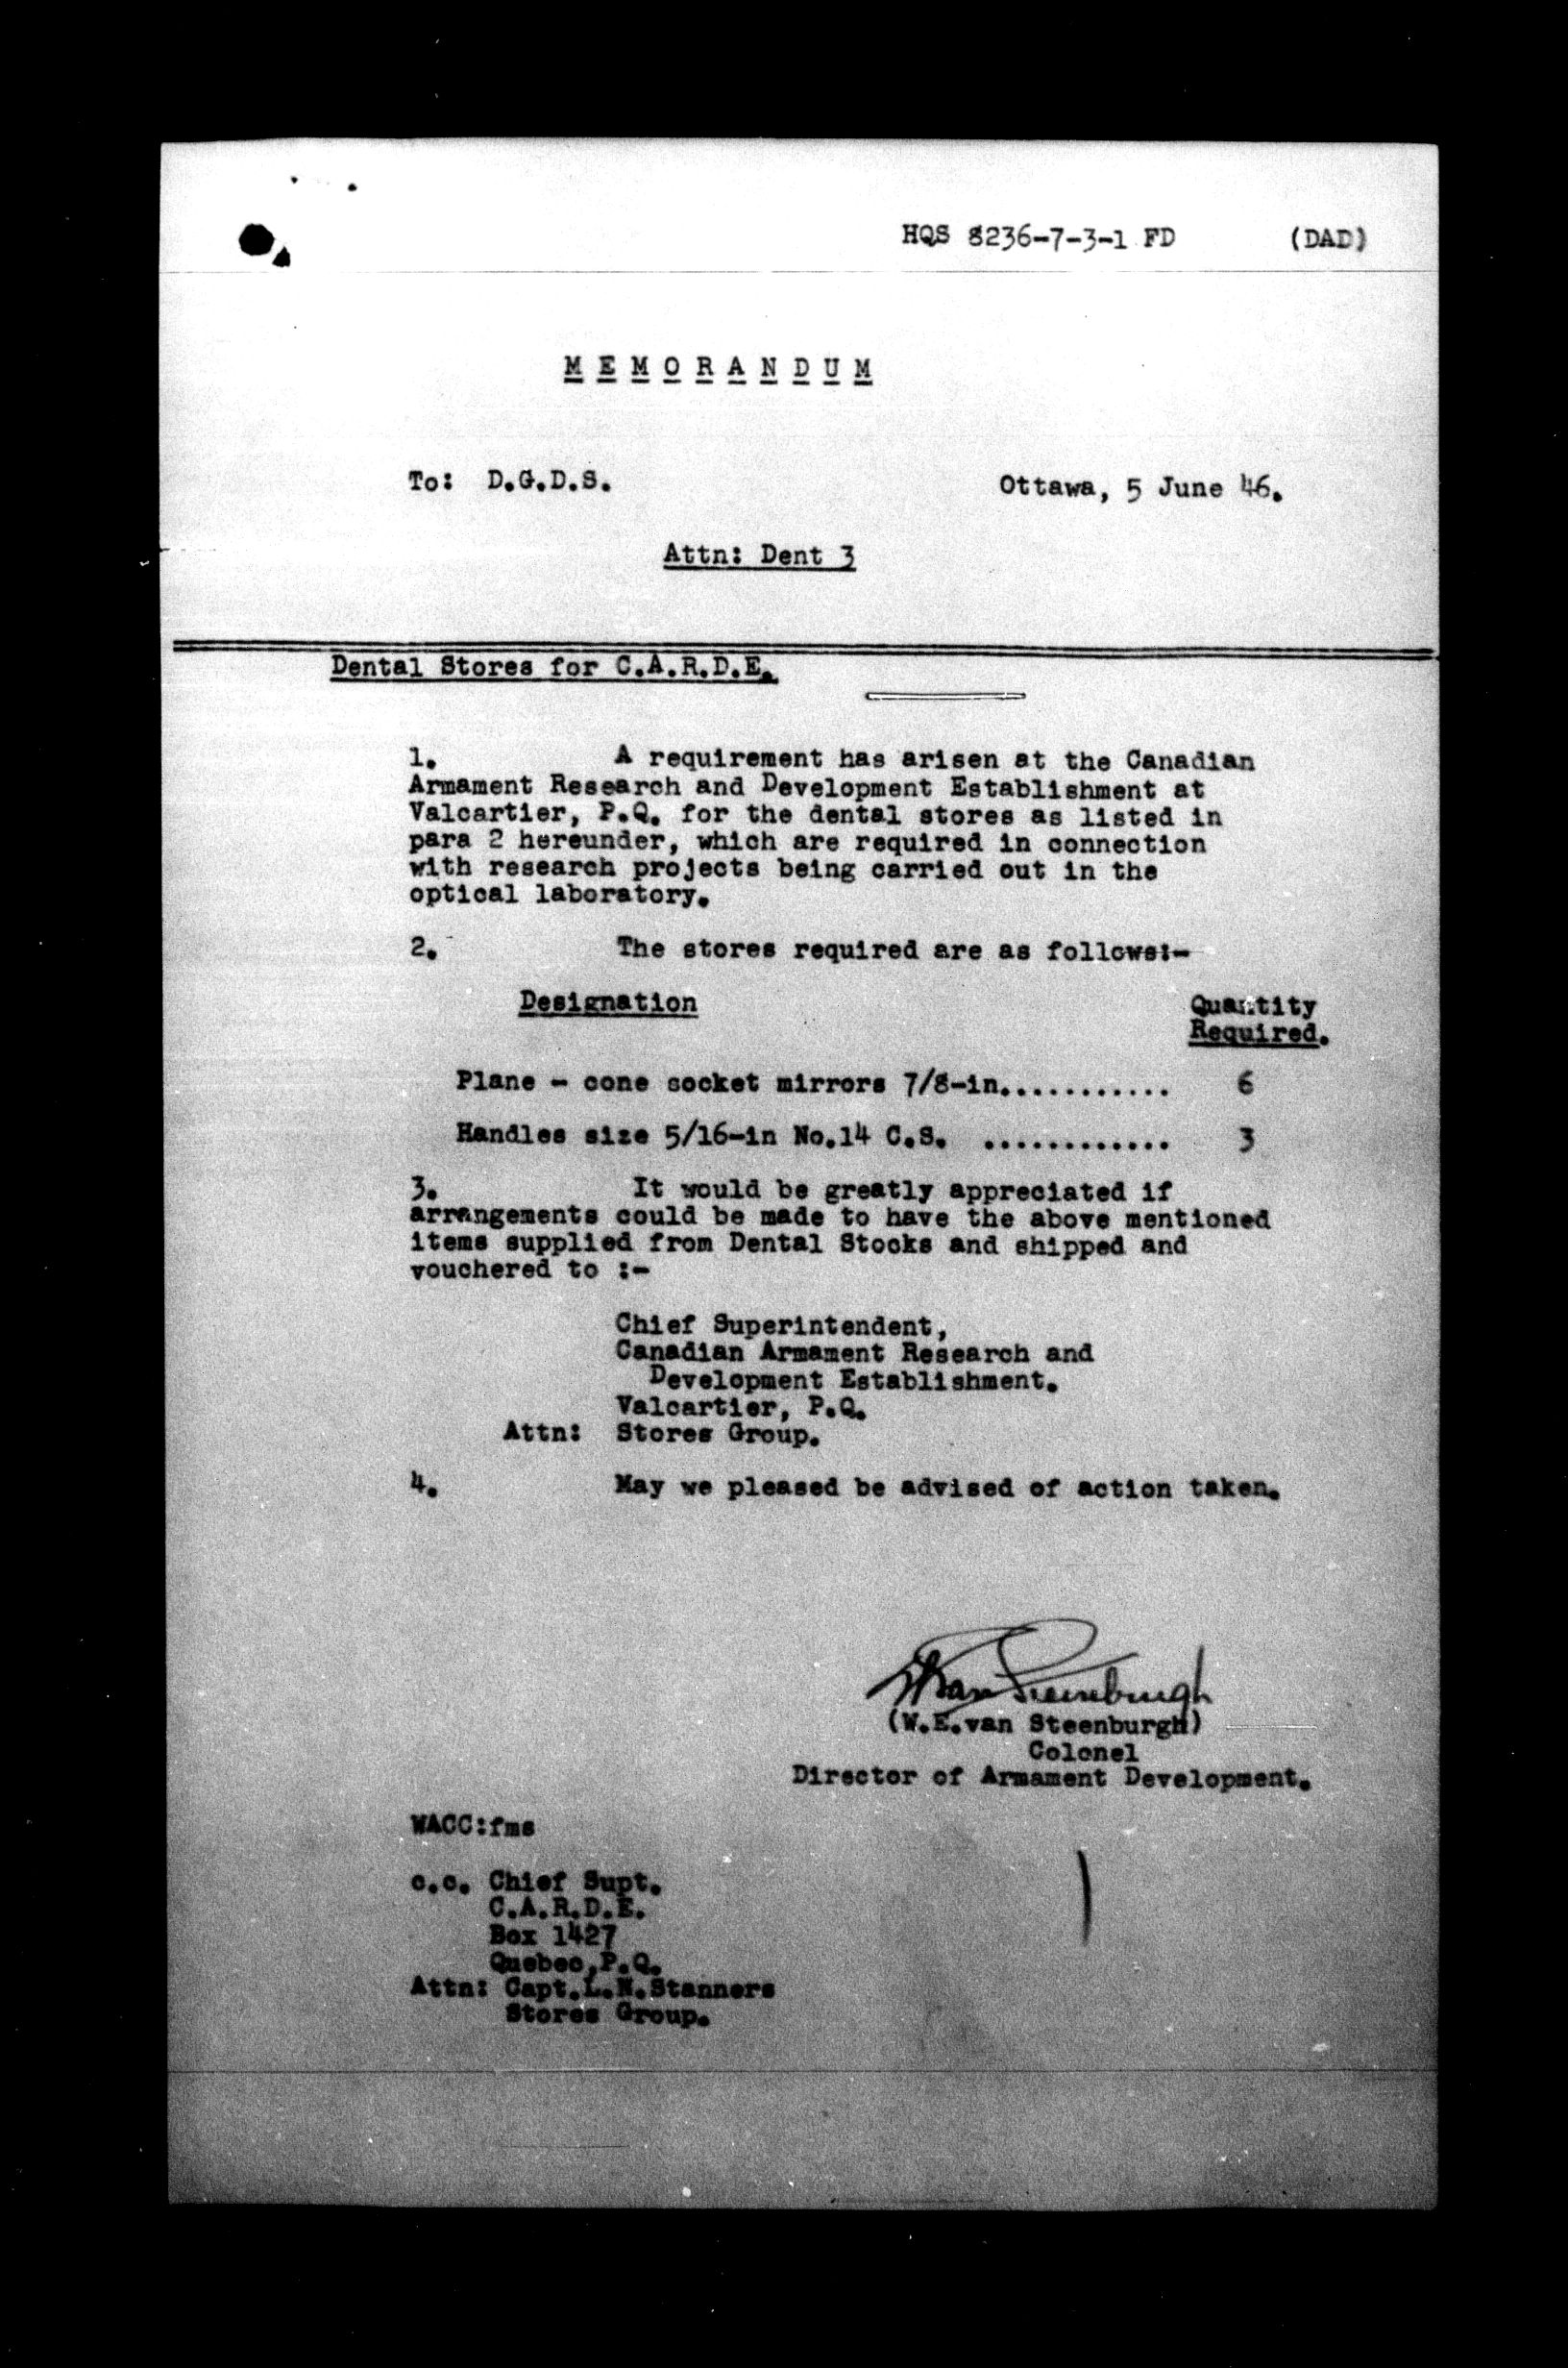 HQS 8236-7-3-1 FD (DAD)
MEMORANDUM
To: D.G.D.S. Ottawa, 5 June 46.
Attn: Dent 3
Dental Stores for C.A.R.D.E.
1. A requirement has arisen at the Canadian
Armament Research and Development Establishment at
Valcartier, P.Q. for the dental stores as listed in
para 2 hereunder, which are required in connection
with research projects being carried out in the
optical laboratory.
2. The stores required are as follows:-
Designation Quantity
Required.
Plane - cone socket mirrors 7/8-in........... 6
Handles size 5/16-in No.14 C.S. ............ 3
3. It would be greatly appreciated if
arrangements could be made to have the above mentioned
items supplied from Dental Stocks and shipped and
vouchered to :-
Chief Superintendent,
Canadian Armament Research and
Development Establishment.
Valcartier, P.Q.
Attn: Stores Group.
4. May we pleased be advised of action taken.
WEvan Steenburgh
(W.E.van Steenburgh)
Colonel
Director of Armament Development.
WACC:fms
c.c. Chief Supt.
C.A.R.D.E.
Box 1427
Quebec,P.Q.
Attn: Capt.L.N.Stanners
Stores Group.